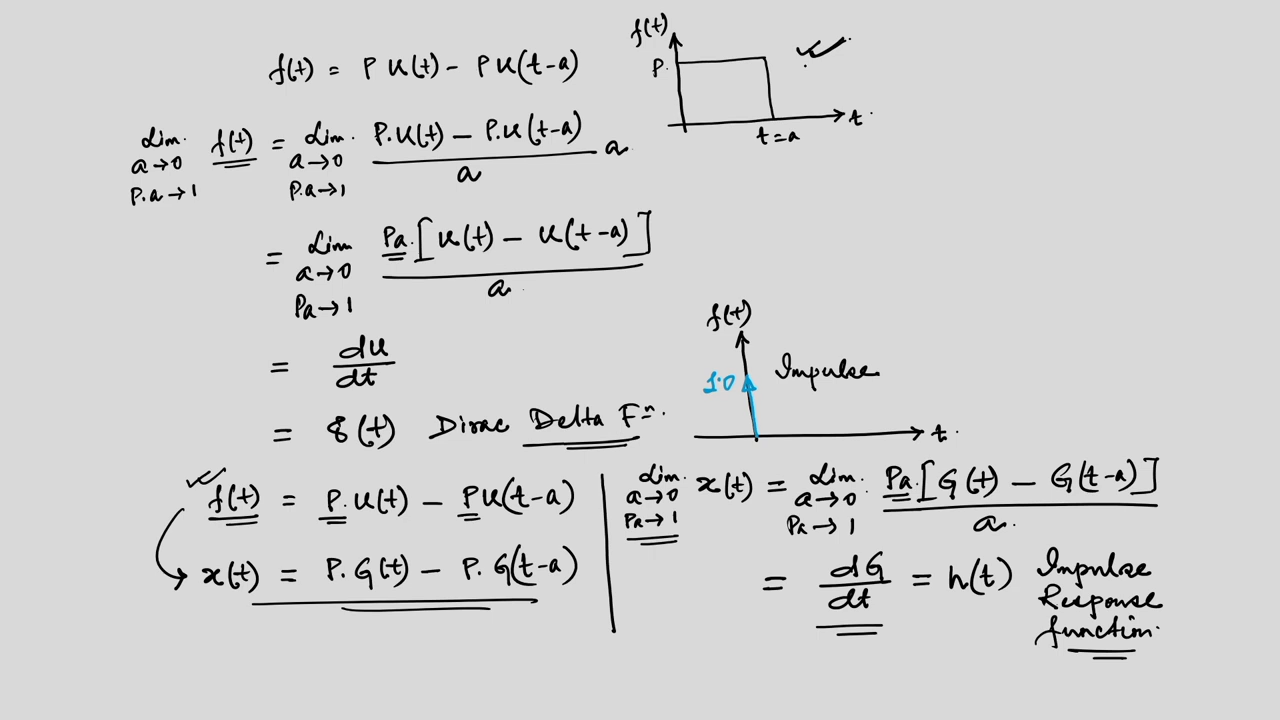 f(t) = P u(t) - P u(t-a)
f(t)
P.
t = a
t
Lim a→0 P.a→1 f(t) = Lim a→0 P.a→1 P.u(t) - P.u(t-a) / a a
= Lim a→0 Pa→1 Pa.[u(t) - u(t-a)] / a
= du/dt
f(t)
1.0
Impulse
t
= δ(t) Dirac Delta Fn.
f(t) = P.u(t) - P u(t-a)
x(t) = P.G(t) - P.G(t-a)
Lim a→0 Pa→1 x(t) = Lim a→0 Pa→1 Pa.[G(t) - G(t-a)] / a.
= dG/dt = h(t) Impulse
Response
function.